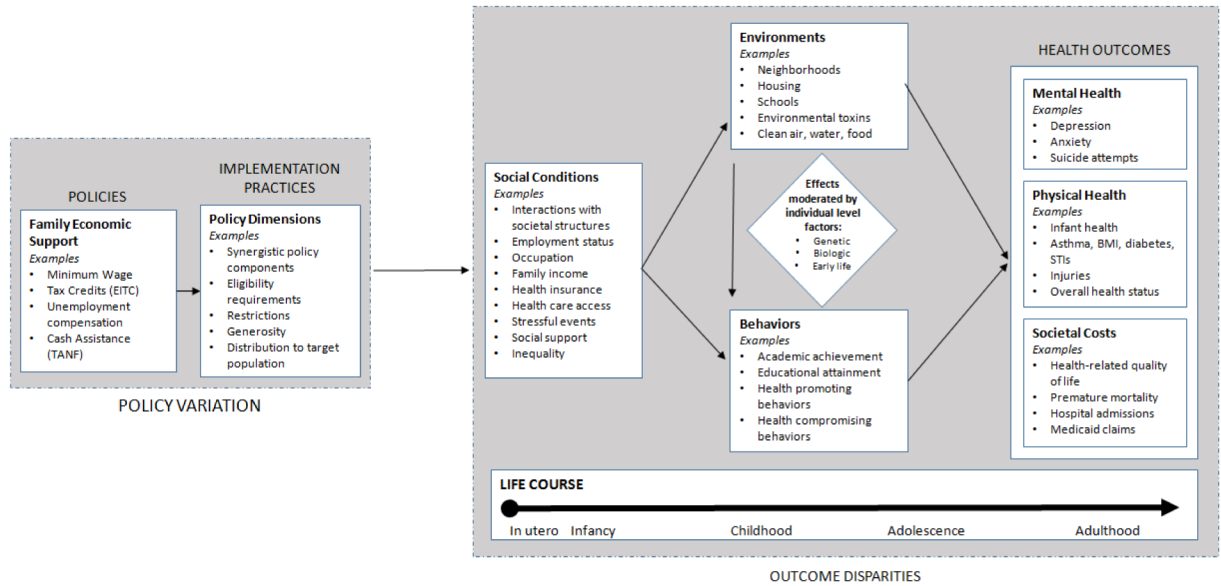 POLICIES
Family Economic
Support
Examples
• Minimum Wage
• Tax Credits (EITC)
• Unemployment
compensation
• Cash Assistance
(TANF)
IMPLEMENTATION
PRACTICES
Policy Dimensions
Examples
• Synergistic policy
components
• Eligibility
requirements
• Restrictions
• Generosity
• Distribution to target
population
POLICY VARIATION
Social Conditions
Examples
• Interactions with
societal structures
• Employment status
• Occupation
• Family income
• Health insurance
• Health care access
• Stressful events
• Social support
• Inequality
Environments
Examples
• Neighborhoods
• Housing
• Schools
• Environmental toxins
• Clean air, water, food
Effects
moderated by
individual level
factors:
• Genetic
• Biologic
• Early life
Behaviors
Examples
• Academic achievement
• Educational attainment
• Health promoting
behaviors
• Health compromising
behaviors
HEALTH OUTCOMES
Mental Health
Examples
• Depression
• Anxiety
• Suicide attempts
Physical Health
Examples
• Infant health
• Asthma, BMI, diabetes,
STIs
• Injuries
• Overall health status
Societal Costs
Examples
• Health-related quality
of life
• Premature mortality
• Hospital admissions
• Medicaid claims
LIFE COURSE
In utero Infancy Childhood Adolescence Adulthood
OUTCOME DISPARITIES